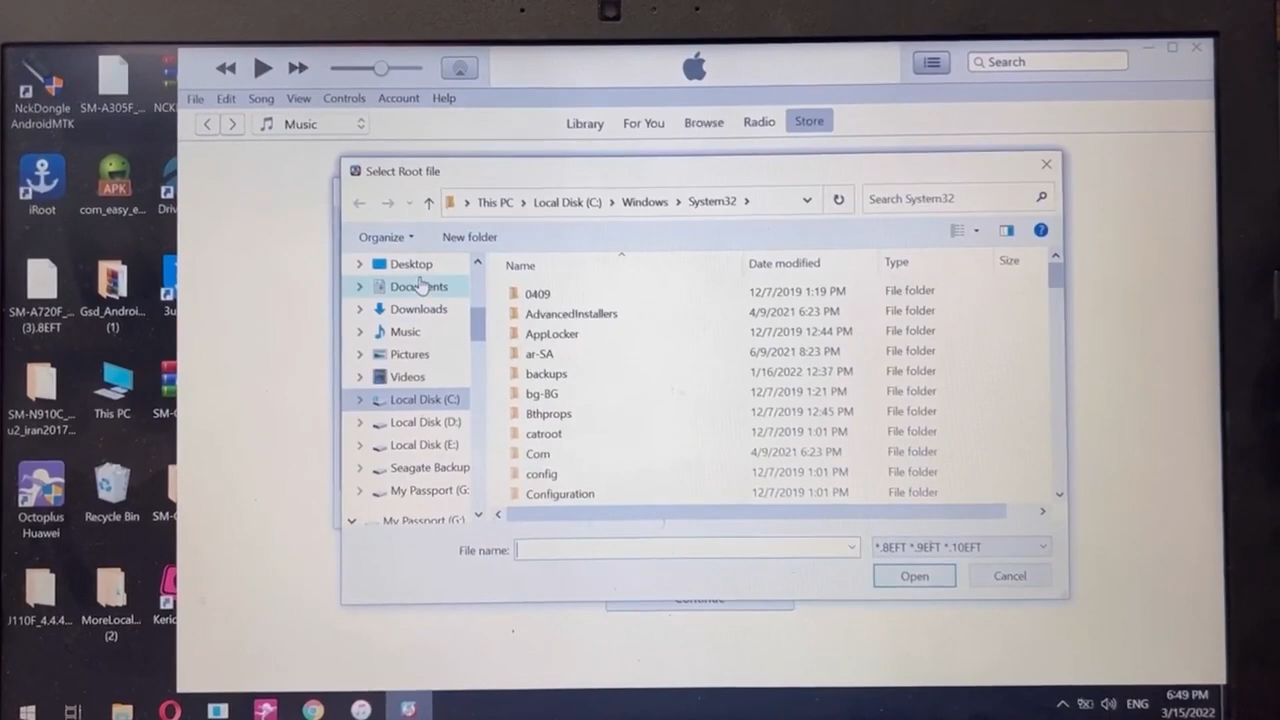 Search
File Edit Song View Controls Account Help
Music
Library For You Browse Radio Store
NckDongle
AndroidMTK
SM-A305F_...
iRoot
com_easy_e...
SM-A720F_...
(3).8EFT
Gsd_Androi...
(1)
SM-N910C_...
u2_iran2017...
This PC
Octoplus
Huawei
Recycle Bin
J110F_4.4.4...
MoreLocal...
(2)
Select Root file
This PC > Local Disk (C:) > Windows > System32 >
Search System32
Organize New folder
Desktop
Documents
Downloads
Music
Pictures
Videos
Local Disk (C:)
Local Disk (D:)
Local Disk (E:)
Seagate Backup
My Passport (G:
My Passport (G:)
Name Date modified Type Size
0409 12/7/2019 1:19 PM File folder
AdvancedInstallers 4/9/2021 6:23 PM File folder
AppLocker 12/7/2019 12:44 PM File folder
ar-SA 6/9/2021 8:23 PM File folder
backups 1/16/2022 12:37 PM File folder
bg-BG 12/7/2019 1:21 PM File folder
Bthprops 12/7/2019 12:45 PM File folder
catroot 12/7/2019 1:01 PM File folder
Com 4/9/2021 6:23 PM File folder
config 12/7/2019 1:01 PM File folder
Configuration 12/7/2019 1:01 PM File folder
File name:
*.8EFT *.9EFT *.10EFT
Open Cancel
ENG
6:49 PM
3/15/2022